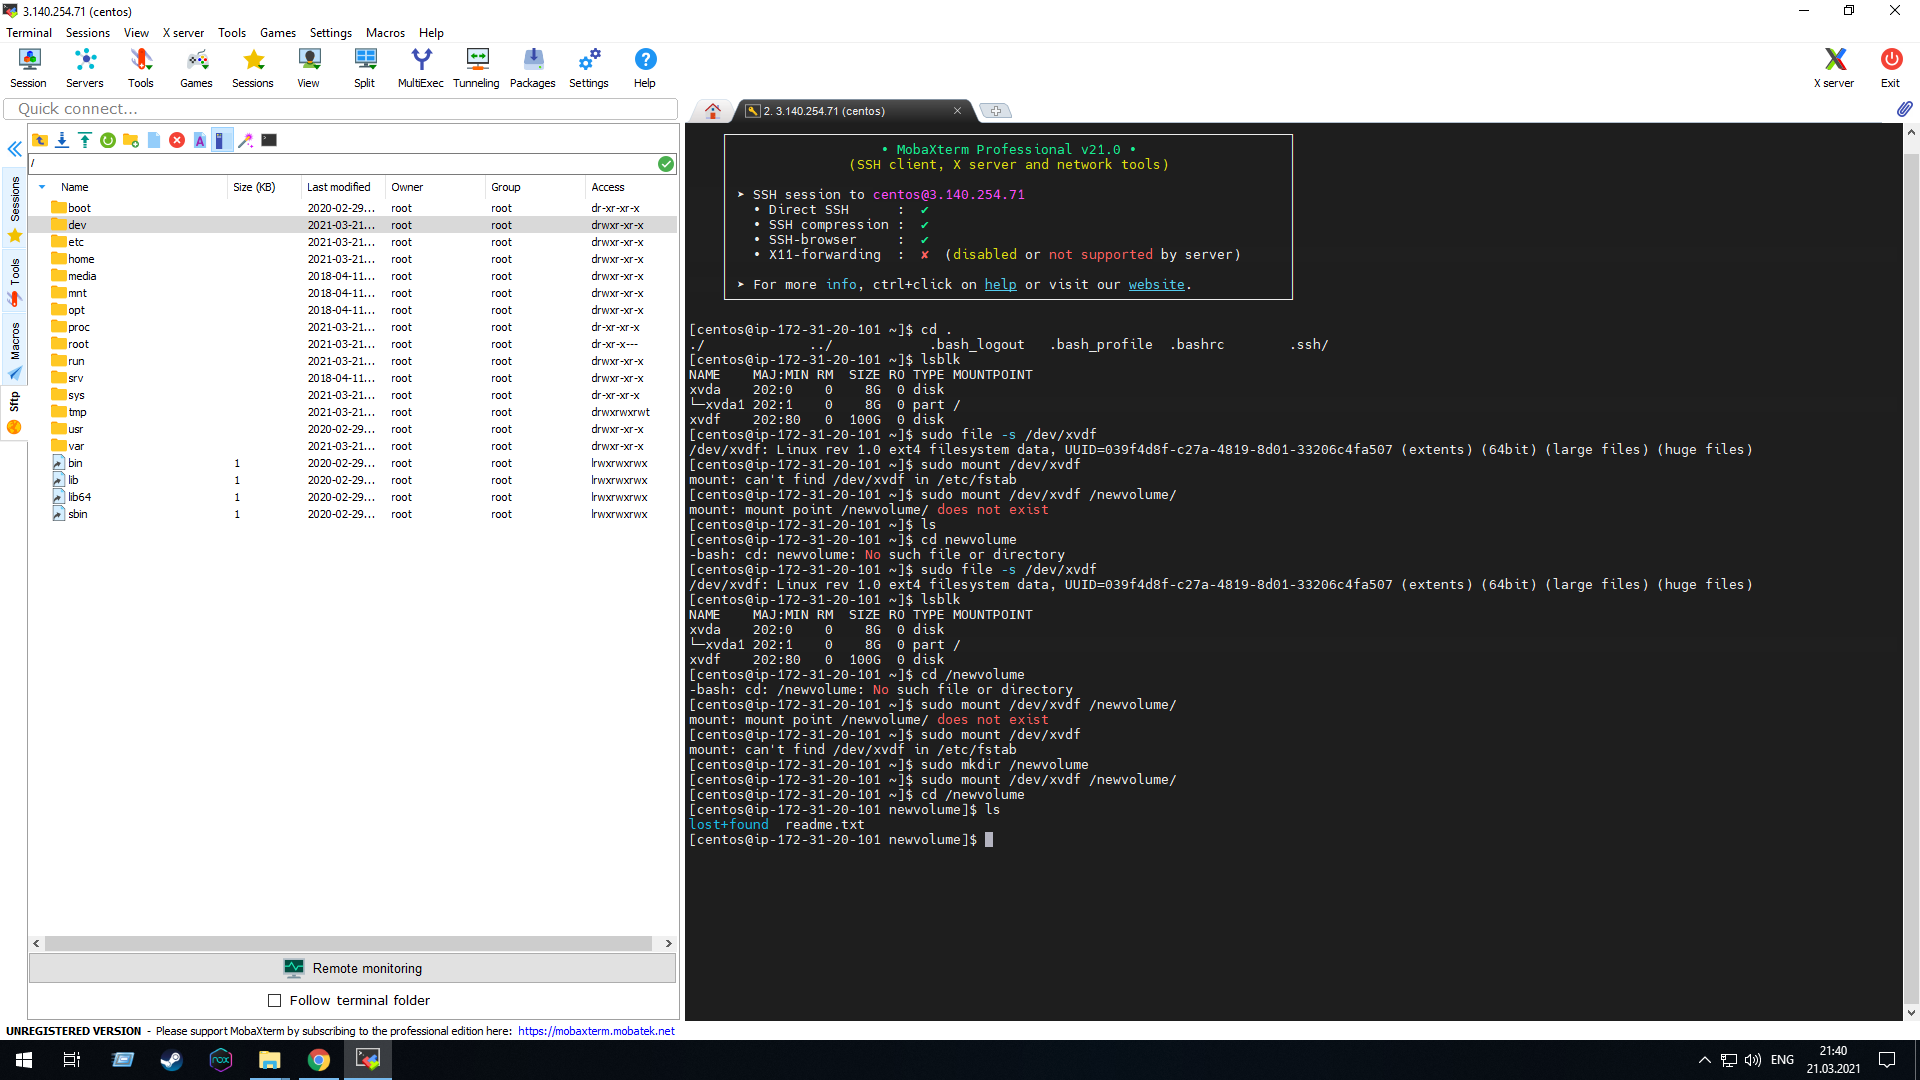 3.140.254.71 (centos)
Terminal Sessions View X server Tools Games Settings Macros Help
Session Servers Tools Games Sessions View Split MultiExec Tunneling Packages Settings Help X server Exit
Quick connect...
2. 3.140.254.71 (centos)
/
Sessions
Tools
Macros
Sftp
Name Size (KB) Last modified Owner Group Access
boot 2020-02-29... root root dr-xr-xr-x
dev 2021-03-21... root root drwxr-xr-x
etc 2021-03-21... root root drwxr-xr-x
home 2021-03-21... root root drwxr-xr-x
media 2018-04-11... root root drwxr-xr-x
mnt 2018-04-11... root root drwxr-xr-x
opt 2018-04-11... root root drwxr-xr-x
proc 2021-03-21... root root dr-xr-xr-x
root 2021-03-21... root root dr-xr-x---
run 2021-03-21... root root drwxr-xr-x
srv 2018-04-11... root root drwxr-xr-x
sys 2021-03-21... root root dr-xr-xr-x
tmp 2021-03-21... root root drwxrwxrwt
usr 2020-02-29... root root drwxr-xr-x
var 2021-03-21... root root drwxr-xr-x
bin 1 2020-02-29... root root lrwxrwxrwx
lib 1 2020-02-29... root root lrwxrwxrwx
lib64 1 2020-02-29... root root lrwxrwxrwx
sbin 1 2020-02-29... root root lrwxrwxrwx
Remote monitoring
Follow terminal folder
• MobaXterm Professional v21.0 •
(SSH client, X server and network tools)
➤ SSH session to centos@3.140.254.71
• Direct SSH : ✔
• SSH compression : ✔
• SSH-browser : ✔
• X11-forwarding : ✘ (disabled or not supported by server)
➤ For more info, ctrl+click on help or visit our website.
[centos@ip-172-31-20-101 ~]$ cd .
./ ../ .bash_logout .bash_profile .bashrc .ssh/
[centos@ip-172-31-20-101 ~]$ lsblk
NAME MAJ:MIN RM SIZE RO TYPE MOUNTPOINT
xvda 202:0 0 8G 0 disk
└─xvda1 202:1 0 8G 0 part /
xvdf 202:80 0 100G 0 disk
[centos@ip-172-31-20-101 ~]$ sudo file -s /dev/xvdf
/dev/xvdf: Linux rev 1.0 ext4 filesystem data, UUID=039f4d8f-c27a-4819-8d01-33206c4fa507 (extents) (64bit) (large files) (huge files)
[centos@ip-172-31-20-101 ~]$ sudo mount /dev/xvdf
mount: can't find /dev/xvdf in /etc/fstab
[centos@ip-172-31-20-101 ~]$ sudo mount /dev/xvdf /newvolume/
mount: mount point /newvolume/ does not exist
[centos@ip-172-31-20-101 ~]$ ls
[centos@ip-172-31-20-101 ~]$ cd newvolume
-bash: cd: newvolume: No such file or directory
[centos@ip-172-31-20-101 ~]$ sudo file -s /dev/xvdf
/dev/xvdf: Linux rev 1.0 ext4 filesystem data, UUID=039f4d8f-c27a-4819-8d01-33206c4fa507 (extents) (64bit) (large files) (huge files)
[centos@ip-172-31-20-101 ~]$ lsblk
NAME MAJ:MIN RM SIZE RO TYPE MOUNTPOINT
xvda 202:0 0 8G 0 disk
└─xvda1 202:1 0 8G 0 part /
xvdf 202:80 0 100G 0 disk
[centos@ip-172-31-20-101 ~]$ cd /newvolume
-bash: cd: /newvolume: No such file or directory
[centos@ip-172-31-20-101 ~]$ sudo mount /dev/xvdf /newvolume/
mount: mount point /newvolume/ does not exist
[centos@ip-172-31-20-101 ~]$ sudo mount /dev/xvdf
mount: can't find /dev/xvdf in /etc/fstab
[centos@ip-172-31-20-101 ~]$ sudo mkdir /newvolume
[centos@ip-172-31-20-101 ~]$ sudo mount /dev/xvdf /newvolume/
[centos@ip-172-31-20-101 ~]$ cd /newvolume
[centos@ip-172-31-20-101 newvolume]$ ls
lost+found readme.txt
[centos@ip-172-31-20-101 newvolume]$
UNREGISTERED VERSION - Please support MobaXterm by subscribing to the professional edition here: https://mobaxterm.mobatek.net
nox
ENG
21:40
21.03.2021